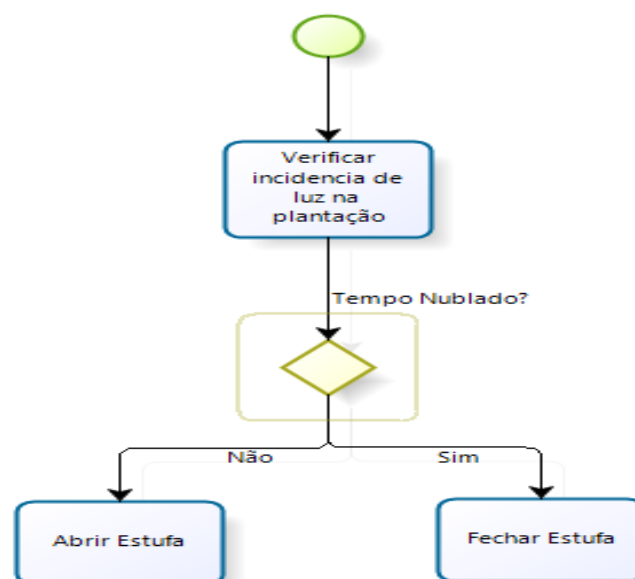 Verificar
incidencia de
luz na
plantação
Tempo Nublado?
Não
Sim
Abrir Estufa
Fechar Estufa